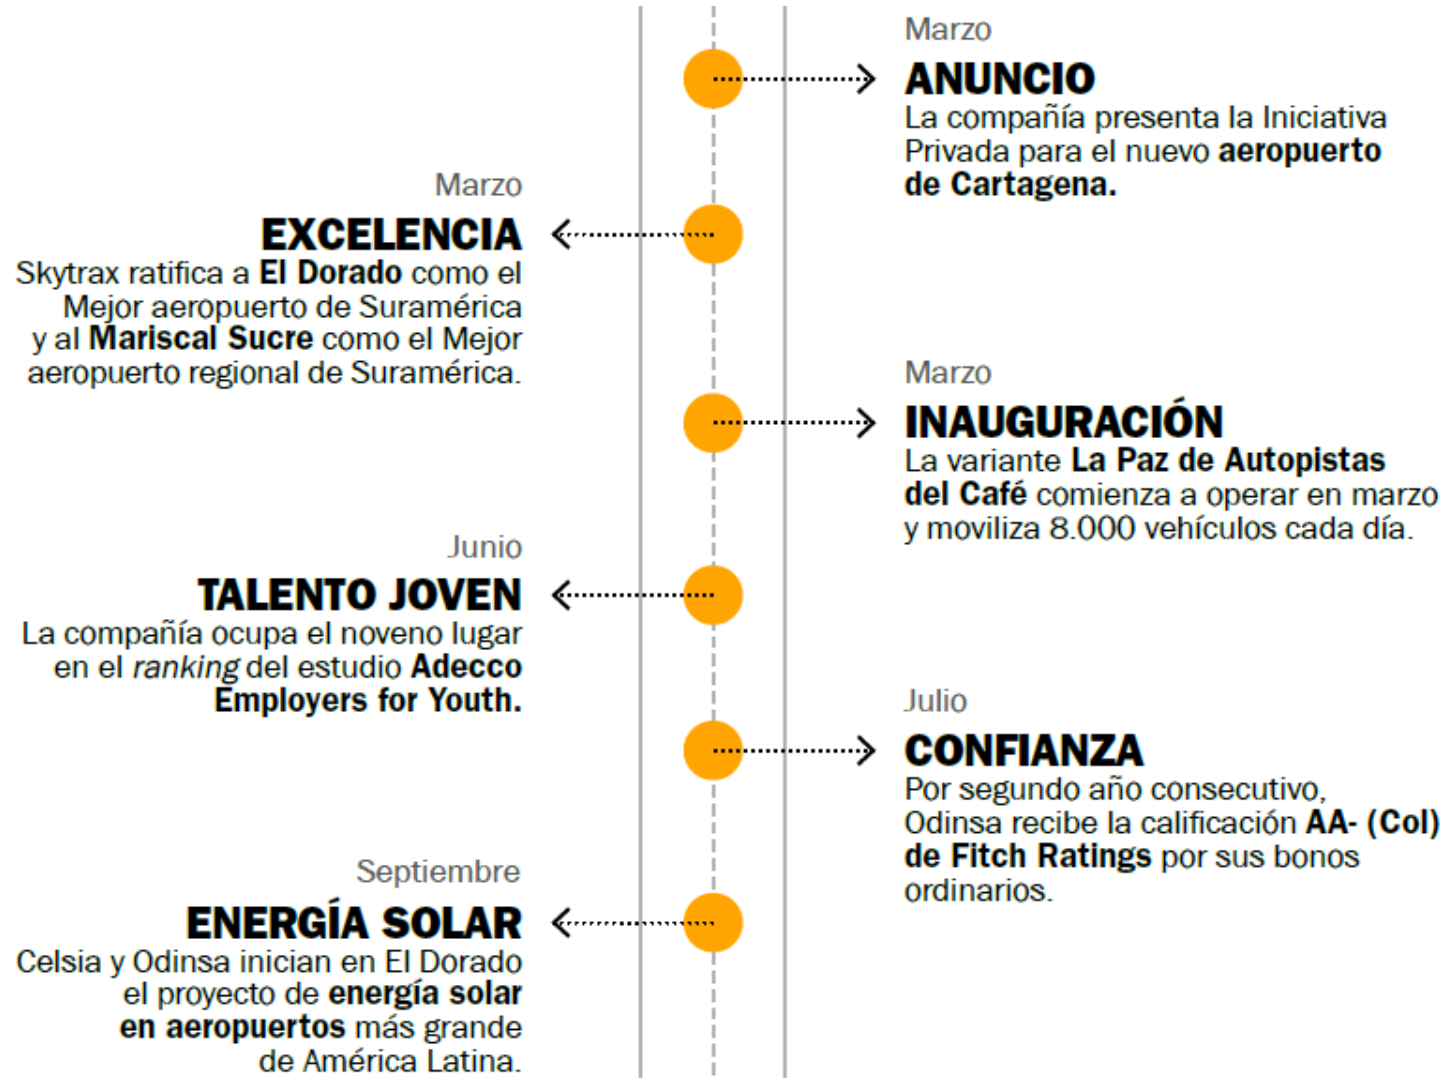 Marzo
ANUNCIO
La compañía presenta la Iniciativa
Privada para el nuevo aeropuerto
de Cartagena.
Marzo
EXCELENCIA
Skytrax ratifica a El Dorado como el
Mejor aeropuerto de Suramérica
y al Mariscal Sucre como el Mejor
aeropuerto regional de Suramérica.
Marzo
INAUGURACIÓN
La variante La Paz de Autopistas
del Café comienza a operar en marzo
y moviliza 8.000 vehículos cada día.
Junio
TALENTO JOVEN
La compañía ocupa el noveno lugar
en el ranking del estudio Adecco
Employers for Youth.
Julio
CONFIANZA
Por segundo año consecutivo,
Odinsa recibe la calificación AA- (Col)
de Fitch Ratings por sus bonos
ordinarios.
Septiembre
ENERGÍA SOLAR
Celsia y Odinsa inician en El Dorado
el proyecto de energía solar
en aeropuertos más grande
de América Latina.